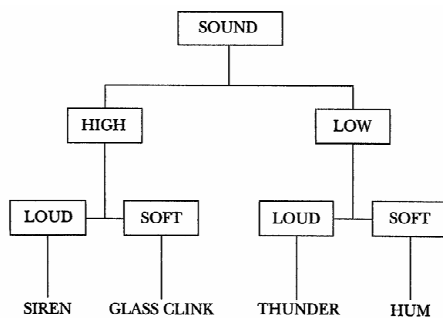 SOUND
HIGH LOW
LOUD SOFT LOUD SOFT
SIREN GLASS CLINK THUNDER HUM